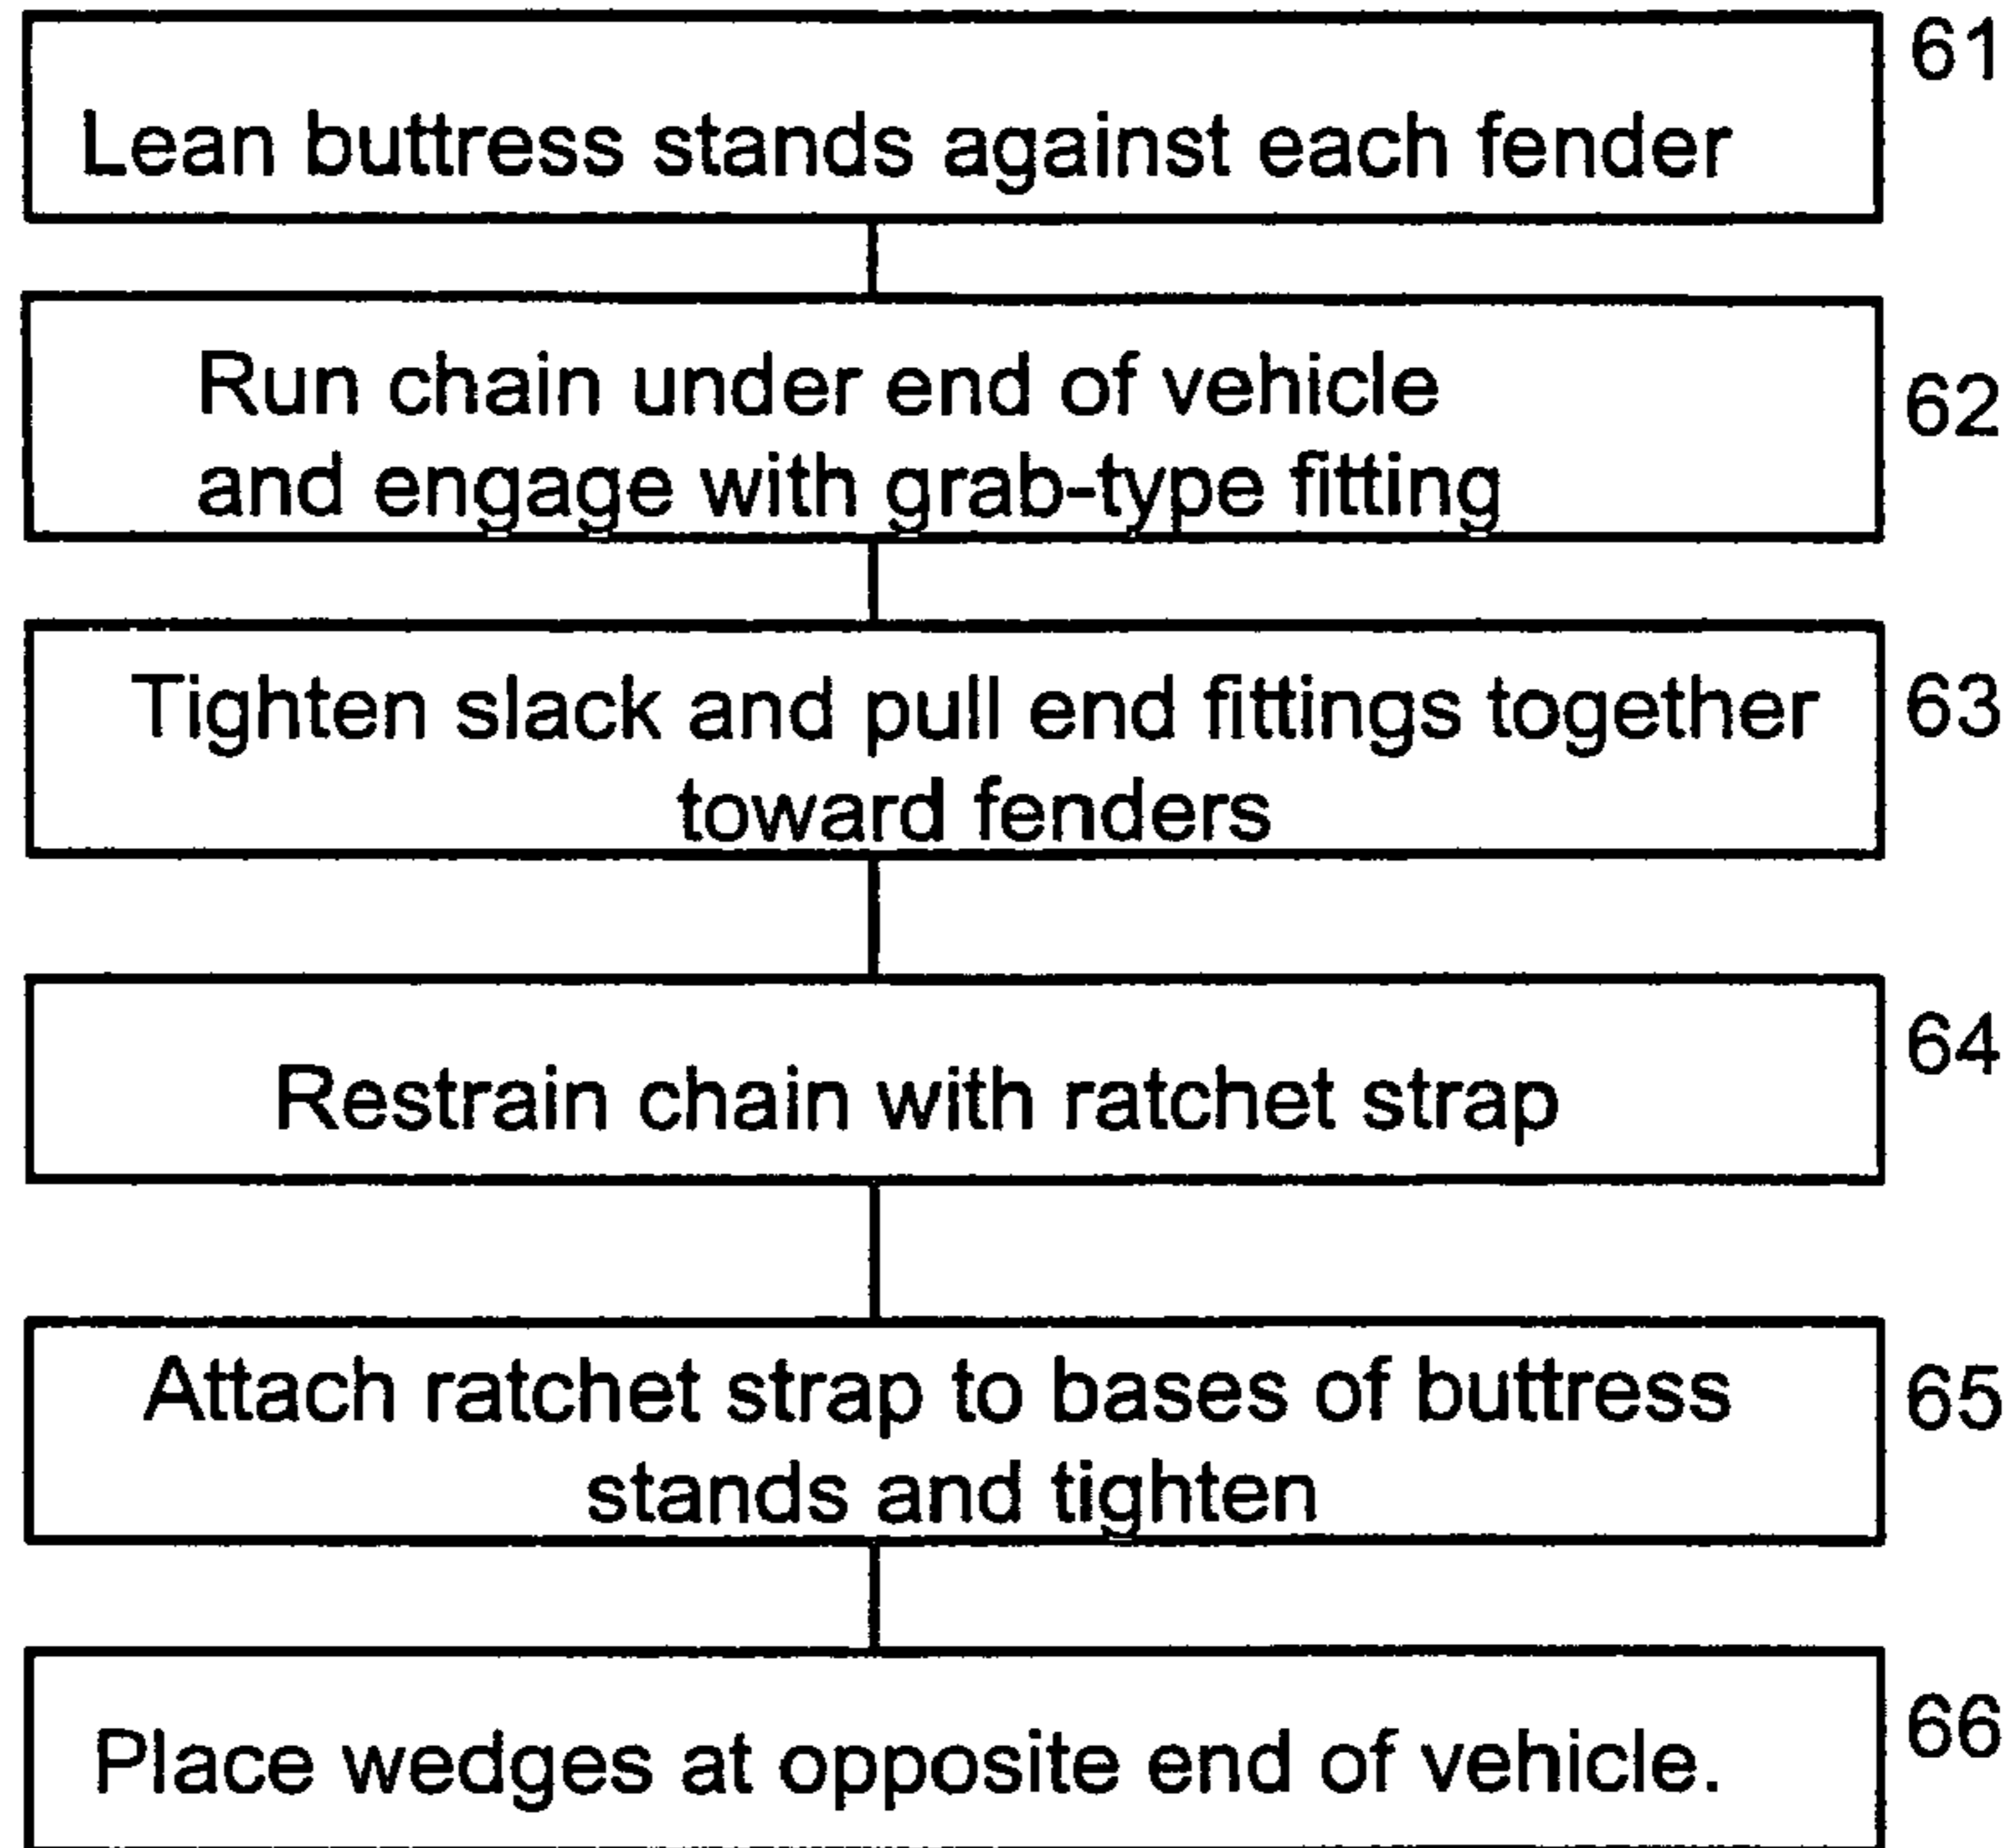 61
Lean buttress stands against each fender
Run chain under end of vehicle
62
and engage with grab-type fitting
Tighten slack and pull end fittings together
63
toward fenders
64
Restrain chain with ratchet strap
Attach ratchet strap to bases of buttress
65
stands and tighten
66
Place wedges at opposite end of vehicle.